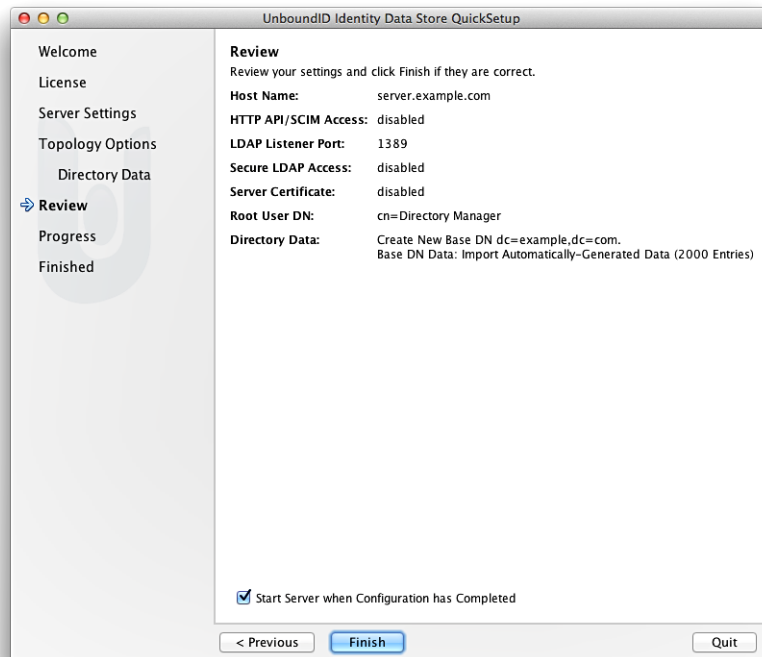 UnboundID Identity Data Store QuickSetup
Welcome
License
Server Settings
Topology Options
Directory Data
Review
Progress
Finished
Review
Review your settings and click Finish if they are correct.
Host Name: server.example.com
HTTP API/SCIM Access: disabled
LDAP Listener Port: 1389
Secure LDAP Access: disabled
Server Certificate: disabled
Root User DN: cn=Directory Manager
Directory Data: Create New Base DN dc=example,dc=com.
Base DN Data: Import Automatically-Generated Data (2000 Entries)
Start Server when Configuration has Completed
< Previous Finish Quit